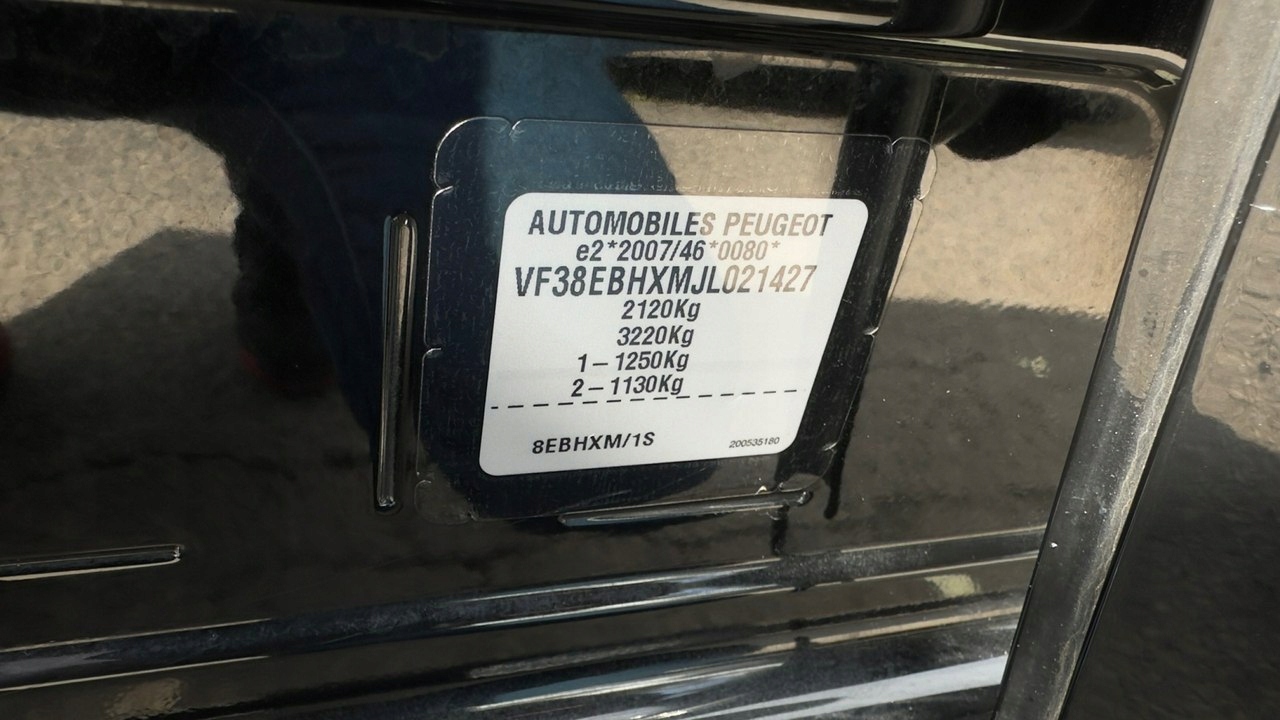 AUTOMOBILES PEUGEOT
e2*2007/46*0080*
VF38EBHXMJL021427
2120Kg
3220Kg
1–1250Kg
2–1130Kg
8EBHXM/1S
200535180